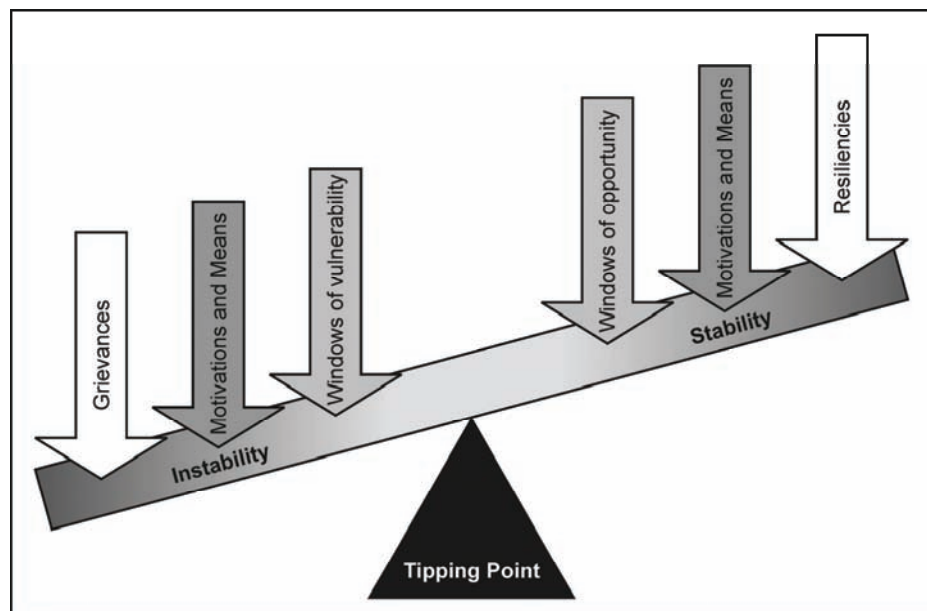 Grievances
Motivations and Means
Windows of vulnerability
Windows of opportunity
Motivations and Means
Resiliencies
Instability
Stability
Tipping Point